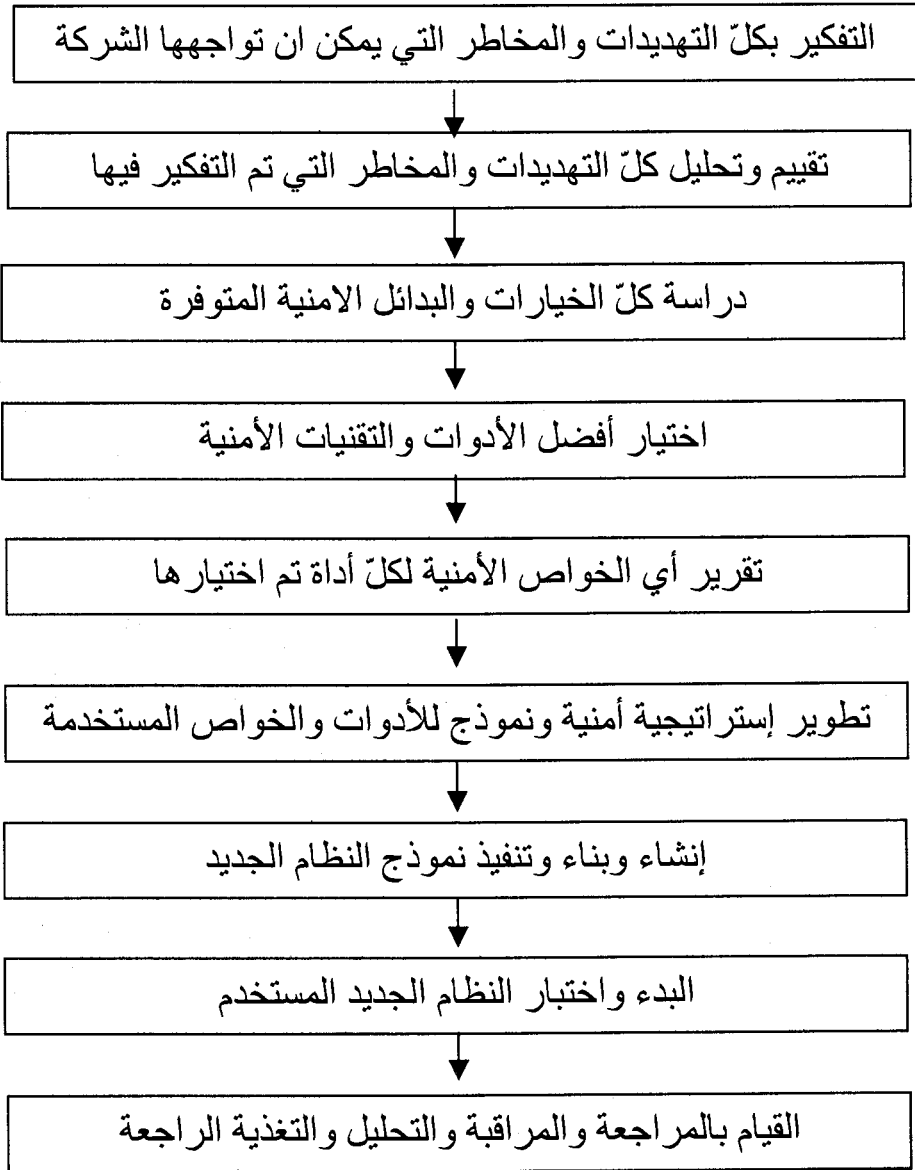 التفكير بكلّ التهديدات والمخاطر التي يمكن ان تواجهها الشركة
تقييم وتحليل كلّ التهديدات والمخاطر التي تم التفكير فيها
دراسة كلّ الخيارات والبدائل الامنية المتوفرة
اختيار أفضل الأدوات والتقنيات الأمنية
تقرير أي الخواص الأمنية لكلّ أداة تم اختيارها
تطوير إستراتيجية أمنية ونموذج للأدوات والخواص المستخدمة
إنشاء وبناء وتنفيذ نموذج النظام الجديد
البدء واختبار النظام الجديد المستخدم
القيام بالمراجعة والمراقبة والتحليل والتغذية الراجعة